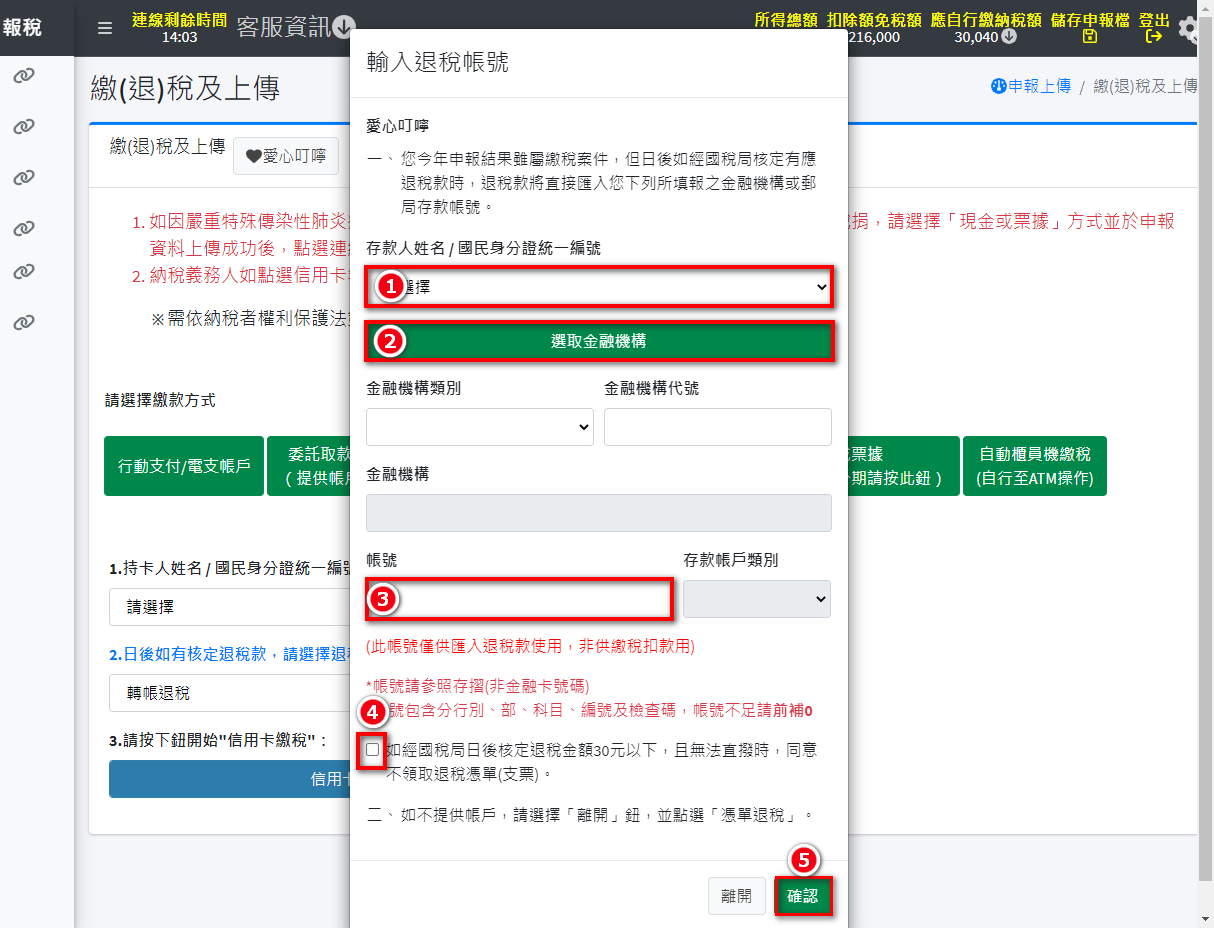 報稅
連線剩餘時間
14:03
客服資訊
所得總額 扣除額免稅額 應自行繳納稅額 儲存申報檔 登出
216,000 30,040
繳(退)稅及上傳
申報上傳 / 繳(退)稅及上傳
繳(退)稅及上傳
愛心叮嚀
1. 如因嚴重特殊傳染性肺炎
捐，請選擇「現金或票據」方式並於申報
資料上傳成功後，點選連
2. 納稅義務人如點選信用卡
※需依納稅者權利保護法
請選擇繳款方式
行動支付/電支帳戶
委託取款
(提供帳戶
票據
期請按此鈕)
自動櫃員機繳稅
(自行至ATM操作)
1.持卡人姓名 / 國民身分證統一編號
請選擇
2.日後如有核定退稅款，請選擇退稅
轉帳退稅
3.請按下鈕開始"信用卡繳稅"：
信用卡
輸入退稅帳號
愛心叮嚀
一、 您今年申報結果雖屬繳稅案件，但日後如經國稅局核定有應
退稅款時，退稅款將直接匯入您下列所填報之金融機構或郵
局存款帳號。
存款人姓名 / 國民身分證統一編號
1 選擇
2 選取金融機構
金融機構類別 金融機構代號
金融機構
帳號 存款帳戶類別
3
(此帳號僅供匯入退稅款使用，非供繳稅扣款用)
*帳號請參照存摺(非金融卡號碼)
4 號包含分行別、部、科目、編號及檢查碼，帳號不足請前補0
如經國稅局日後核定退稅金額30元以下，且無法直撥時，同意
不領取退稅憑單(支票)。
二、 如不提供帳戶，請選擇「離開」鈕，並點選「憑單退稅」。
5
離開 確認